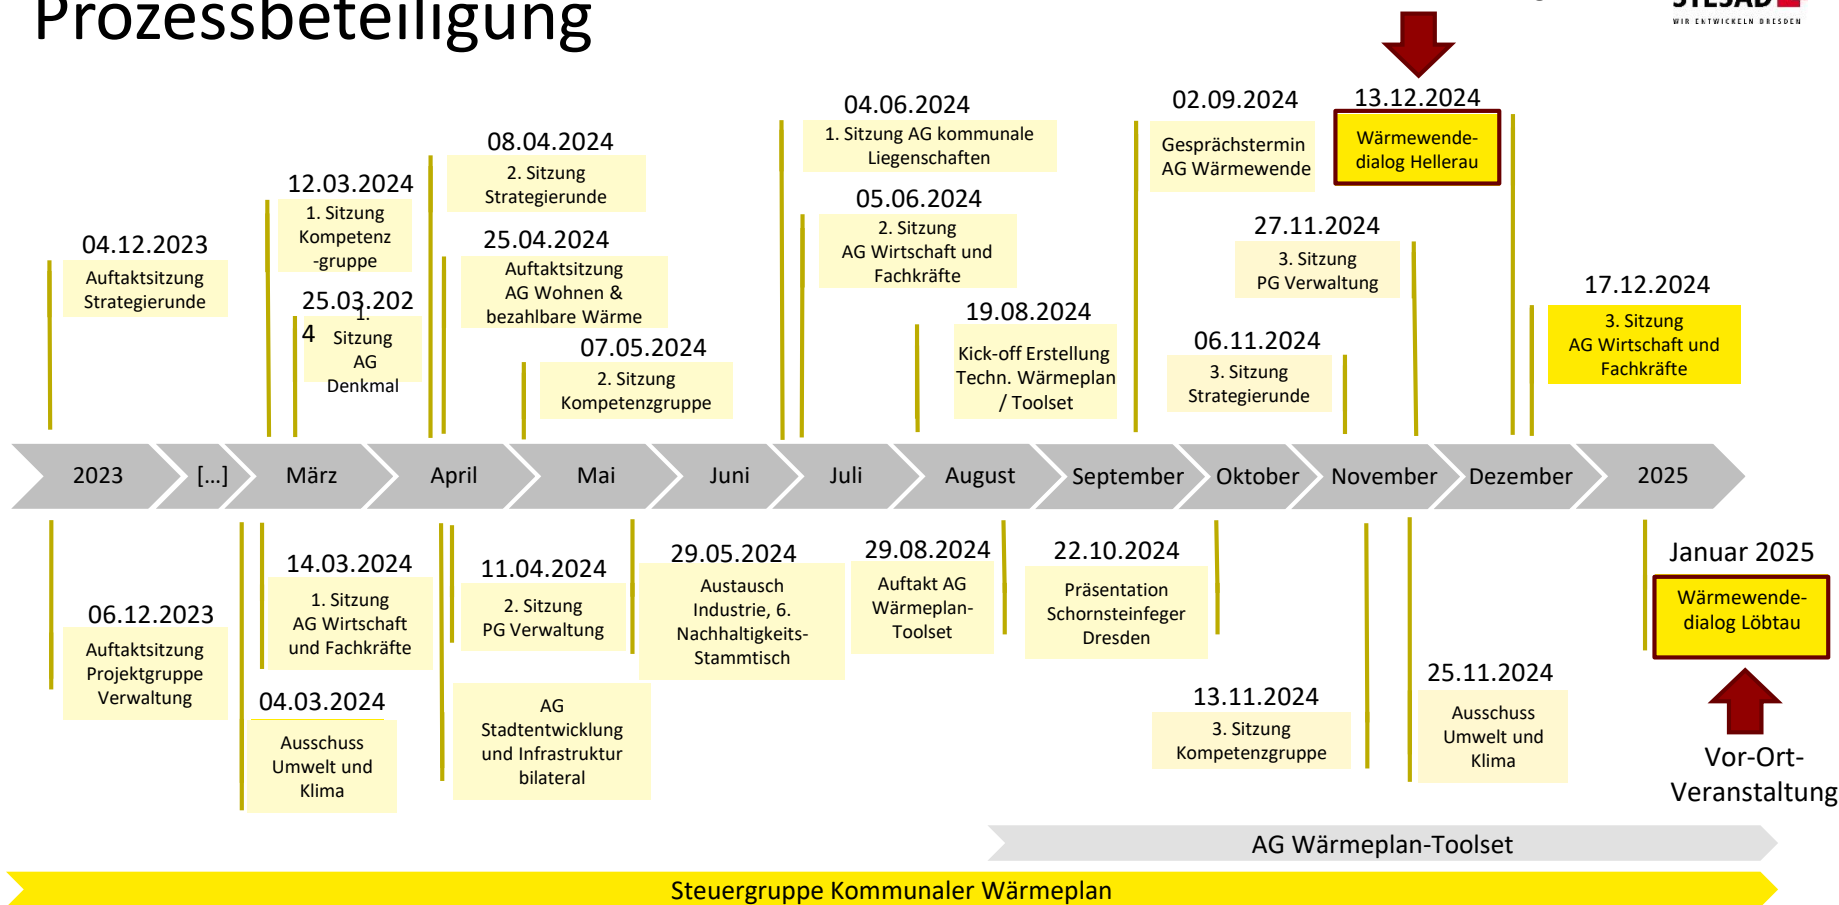 Prozessbeteiligung
STESAD
WIR ENTWICKELN DRESDEN
04.12.2023
Auftaktsitzung
Strategierunde
12.03.2024
1. Sitzung
Kompetenz
-gruppe
25.03.202
4
1.
Sitzung
AG
Denkmal
08.04.2024
2. Sitzung
Strategierunde
25.04.2024
Auftaktsitzung
AG Wohnen &
bezahlbare Wärme
07.05.2024
2. Sitzung
Kompetenzgruppe
04.06.2024
1. Sitzung AG kommunale
Liegenschaften
05.06.2024
2. Sitzung
AG Wirtschaft und
Fachkräfte
19.08.2024
Kick-off Erstellung
Techn. Wärmeplan
/ Toolset
02.09.2024
Gesprächstermin
AG Wärmewende
13.12.2024
Wärmewende-
dialog Hellerau
27.11.2024
3. Sitzung
PG Verwaltung
06.11.2024
3. Sitzung
Strategierunde
17.12.2024
3. Sitzung
AG Wirtschaft und
Fachkräfte
2023
[...]
März
April
Mai
Juni
Juli
August
September
Oktober
November
Dezember
2025
06.12.2023
Auftaktsitzung
Projektgruppe
Verwaltung
14.03.2024
1. Sitzung
AG Wirtschaft
und Fachkräfte
04.03.2024
Ausschuss
Umwelt und
Klima
11.04.2024
2. Sitzung
PG Verwaltung
AG
Stadtentwicklung
und Infrastruktur
bilateral
29.05.2024
Austausch
Industrie, 6.
Nachhaltigkeits-
Stammtisch
29.08.2024
Auftakt AG
Wärmeplan-
Toolset
22.10.2024
Präsentation
Schornsteinfeger
Dresden
13.11.2024
3. Sitzung
Kompetenzgruppe
25.11.2024
Ausschuss
Umwelt und
Klima
Januar 2025
Wärmewende-
dialog Löbtau
Vor-Ort-
Veranstaltung
AG Wärmeplan-Toolset
Steuergruppe Kommunaler Wärmeplan